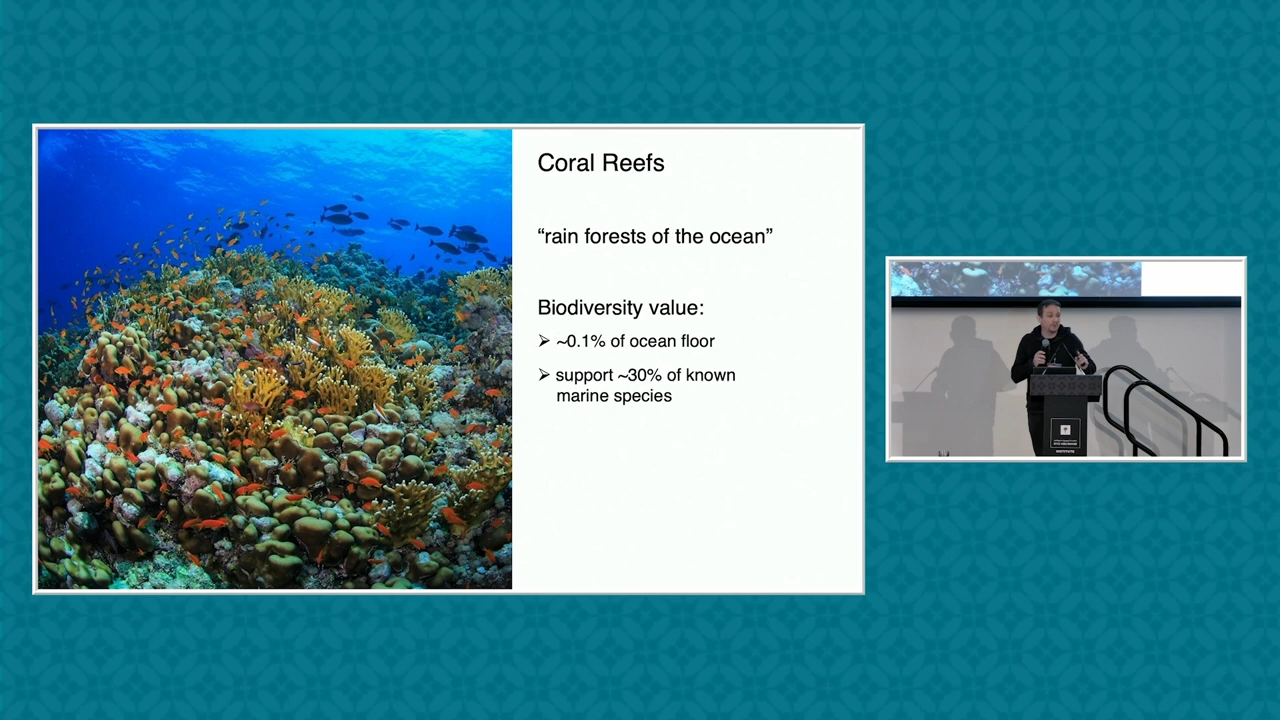 Coral Reefs
“rain forests of the ocean”
Biodiversity value:
➢ ~0.1% of ocean floor
➢ support ~30% of known
marine species
INSTITUTE